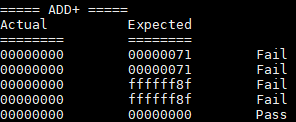 ===== ADD+ =====
Actual Expected
======== ========
00000000 00000071 Fail
00000000 00000071 Fail
00000000 ffffff8f Fail
00000000 ffffff8f Fail
00000000 00000000 Pass